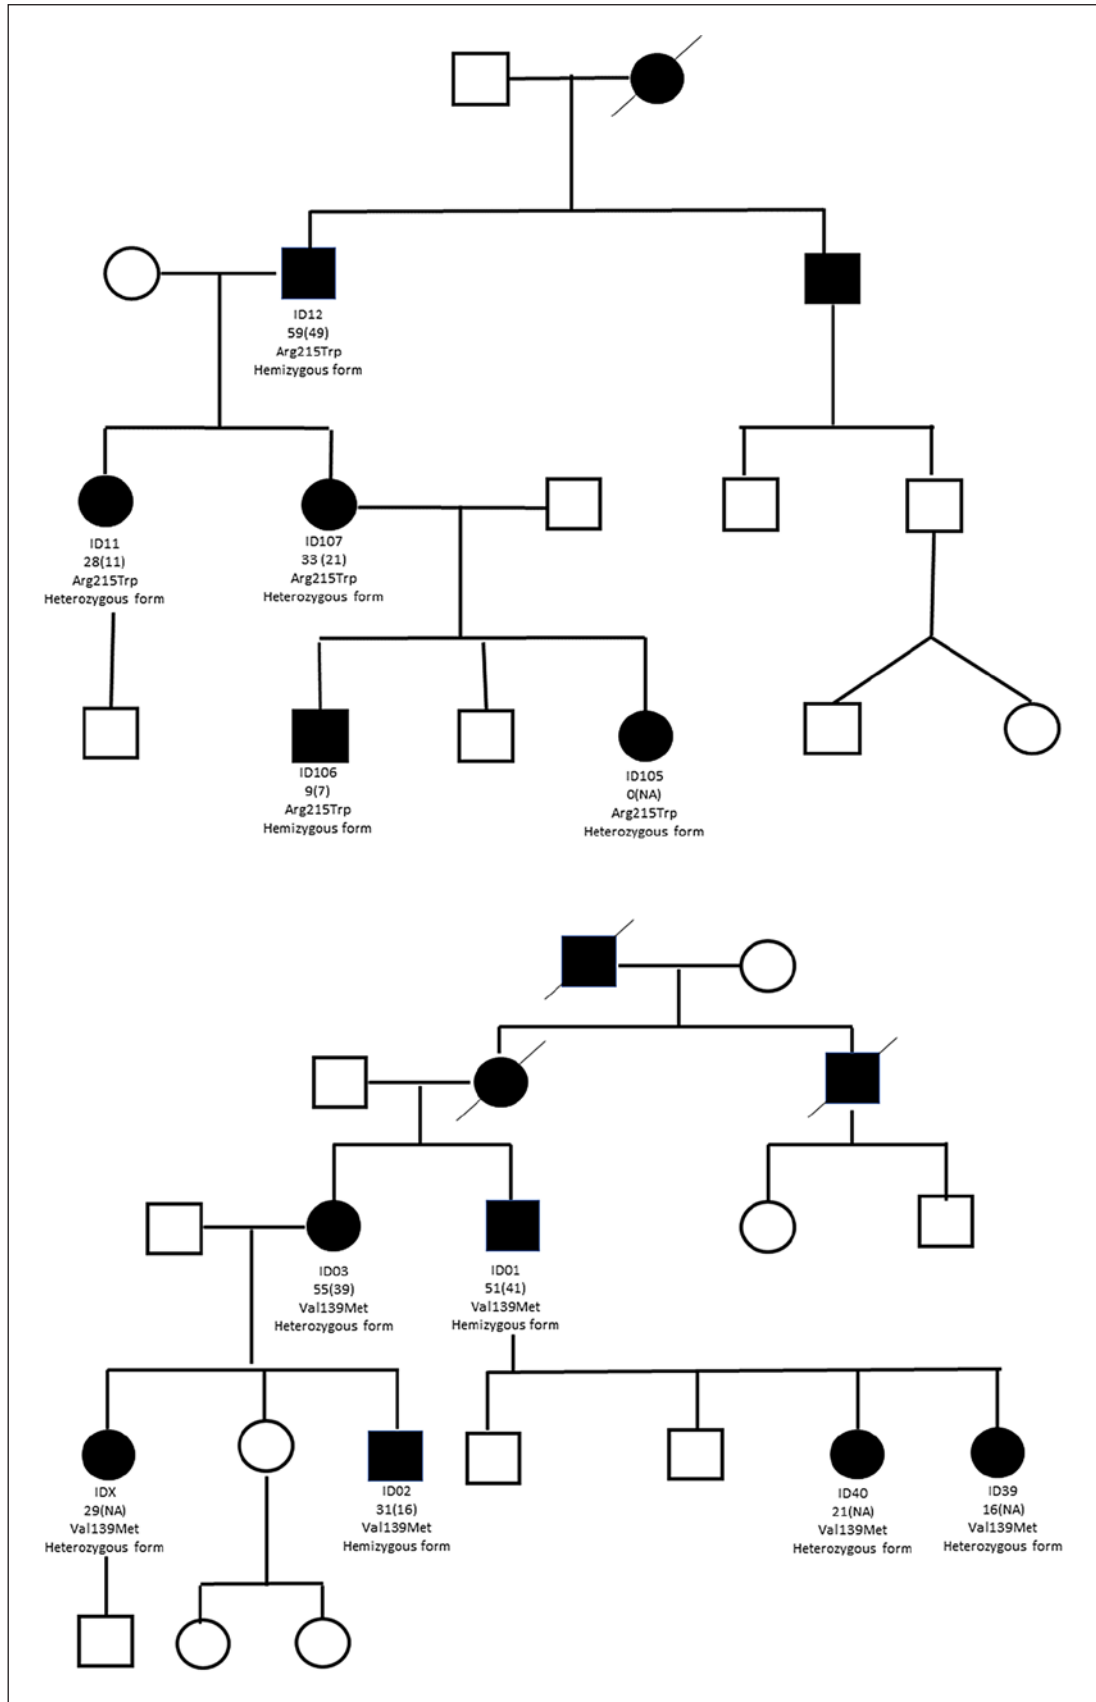 ID12
59(49)
Arg215Trp
Hemizygous form
ID11
28(11)
Arg215Trp
Heterozygous form
ID107
33 (21)
Arg215Trp
Heterozygous form
ID106
9(7)
Arg215Trp
Hemizygous form
ID105
0(NA)
Arg215Trp
Heterozygous form
ID03
55(39)
Val139Met
Heterozygous form
ID01
51(41)
Val139Met
Hemizygous form
IDX
29(NA)
Val139Met
Heterozygous form
ID02
31(16)
Val139Met
Hemizygous form
ID40
21(NA)
Val139Met
Heterozygous form
ID39
16(NA)
Val139Met
Heterozygous form